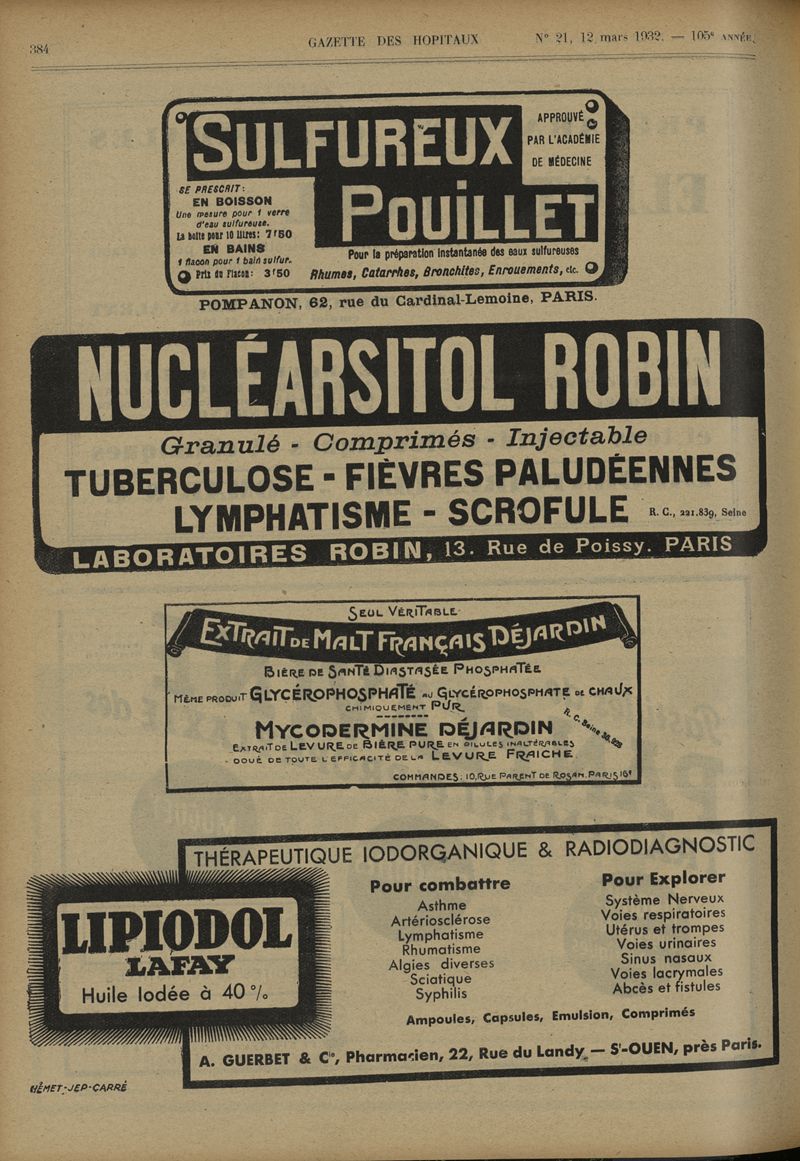 384
GAZETTE DES HOPITAUX
N° 21, 12 mars 1932. — 105e ANNÉE.
SULFUREUX
POUILLET
APPROUVÉ
PAR L'ACADÉMIE
DE MÉDECINE
SE PRESCRIT:
EN BOISSON
Une mesure pour 1 verre
d'eau sulfureuse.
La boîte pour 10 litres: 7f50
EN BAINS
1 flacon pour 1 bain sulfur.
Prix du Flacon: 3f50
Pour la préparation instantanée des eaux sulfureuses
Rhumes, Catarrhes, Bronchites, Enrouements, etc.
POMPANON, 62, rue du Cardinal-Lemoine, PARIS.
NUCLÉARSITOL ROBIN
Granulé - Comprimés - Injectable
TUBERCULOSE - FIÈVRES PALUDÉENNES
LYMPHATISME - SCROFULE R. C., 221.839, Seine
LABORATOIRES ROBIN, 13. Rue de Poissy. PARIS
SEUL VÉRITABLE
EXTRAIT DE MALT FRANÇAIS DÉJARDIN
BIÈRE DE SANTÉ DIASTASÉE PHOSPHATÉE
MÊME PRODUIT GLYCÉROPHOSPHATÉ AU GLYCÉROPHOSPHATE DE CHAUX
CHIMIQUEMENT PUR
MYCODERMINE DÉJARDIN
EXTRAIT DE LEVURE DE BIÈRE PURE EN PILULES INALTÉRABLES
DOUÉ DE TOUTE L'EFFICACITÉ DE LA LEVURE FRAICHE
R. C. Seine
COMMANDES: 10, RUE PARENT DE ROSAN. PARIS 16e
THÉRAPEUTIQUE IODORGANIQUE & RADIODIAGNOSTIC
LIPIODOL
LAFAY
Huile Iodée à 40 %
Pour combattre
Asthme
Artériosclérose
Lymphatisme
Rhumatisme
Algies diverses
Sciatique
Syphilis
Pour Explorer
Système Nerveux
Voies respiratoires
Utérus et trompes
Voies urinaires
Sinus nasaux
Voies lacrymales
Abcès et fistules
Ampoules, Capsules, Emulsion, Comprimés
A. GUERBET & Cie, Pharmacien, 22, Rue du Landy — St-OUEN, près Paris.
HÉMET-JEP-CARRÉ